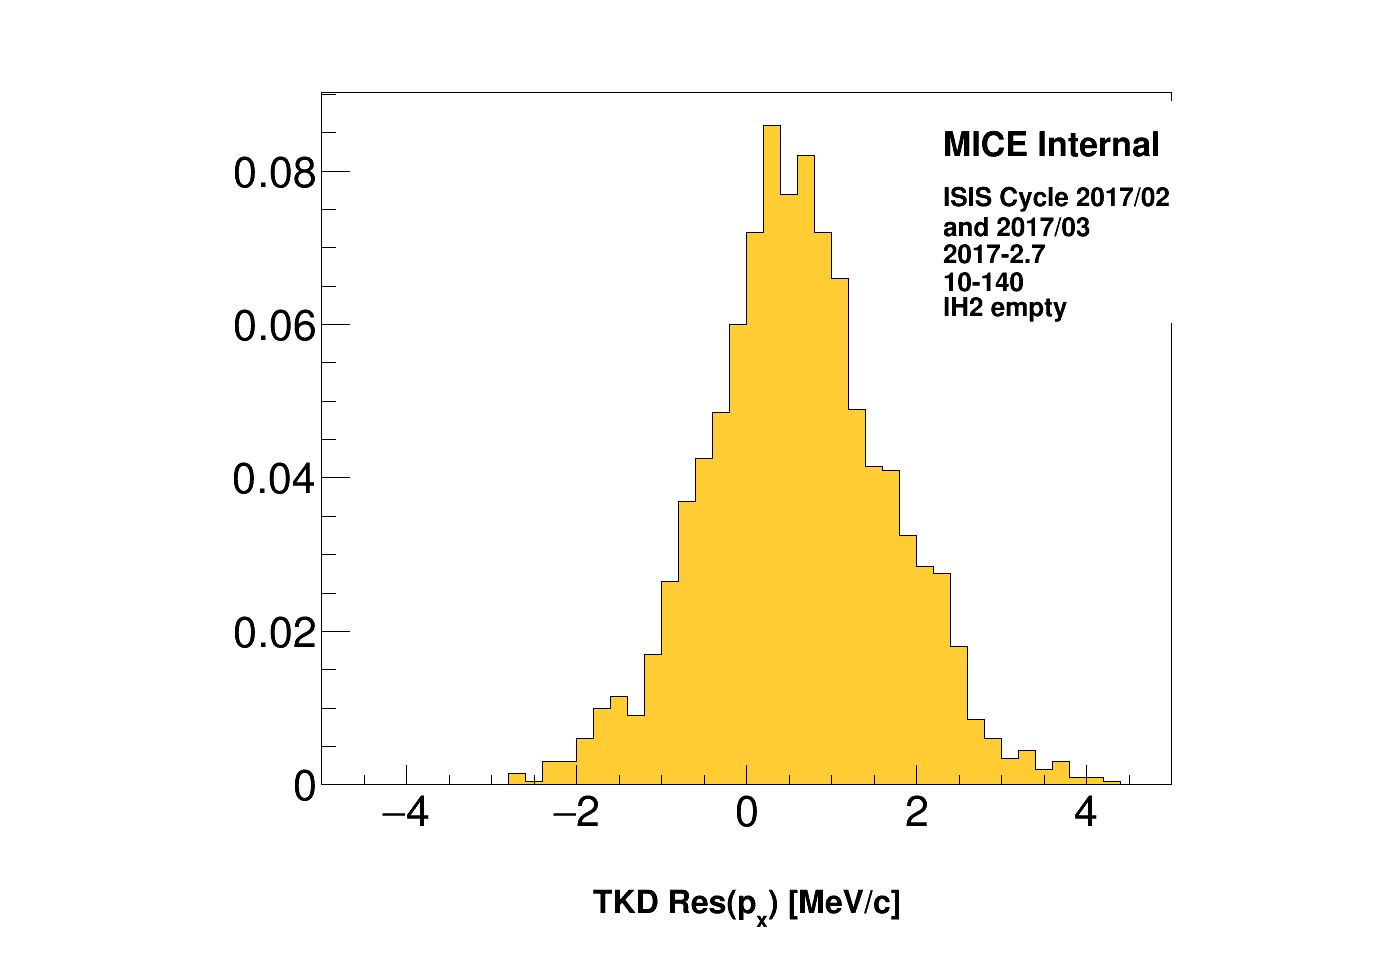 MICE Internal
ISIS Cycle 2017/02
and 2017/03
2017-2.7
10-140
lH2 empty
0.08
0.06
0.04
0.02
0
−4 −2 0 2 4
TKD Res(px) [MeV/c]